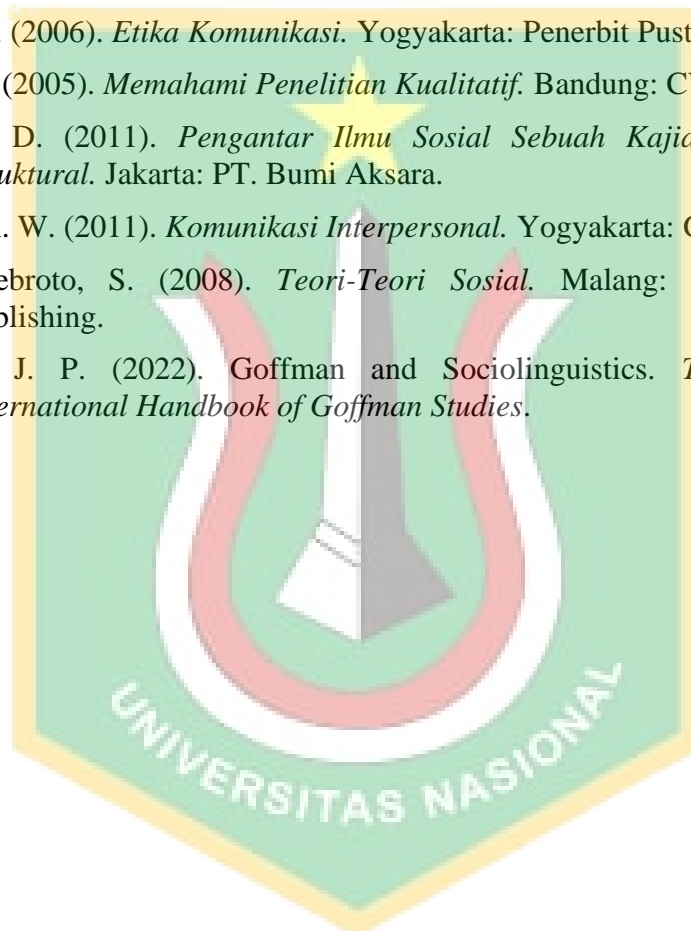 (2006). Etika Komunikasi. Yogyakarta: Penerbit Pust
(2005). Memahami Penelitian Kualitatif. Bandung: CV
D. (2011). Pengantar Ilmu Sosial Sebuah Kajia
uktural. Jakarta: PT. Bumi Aksara.
. W. (2011). Komunikasi Interpersonal. Yogyakarta: G
ebroto, S. (2008). Teori-Teori Sosial. Malang:
blishing.
J. P. (2022). Goffman and Sociolinguistics. T
ernational Handbook of Goffman Studies.
UNIVERSITAS NASIONAL